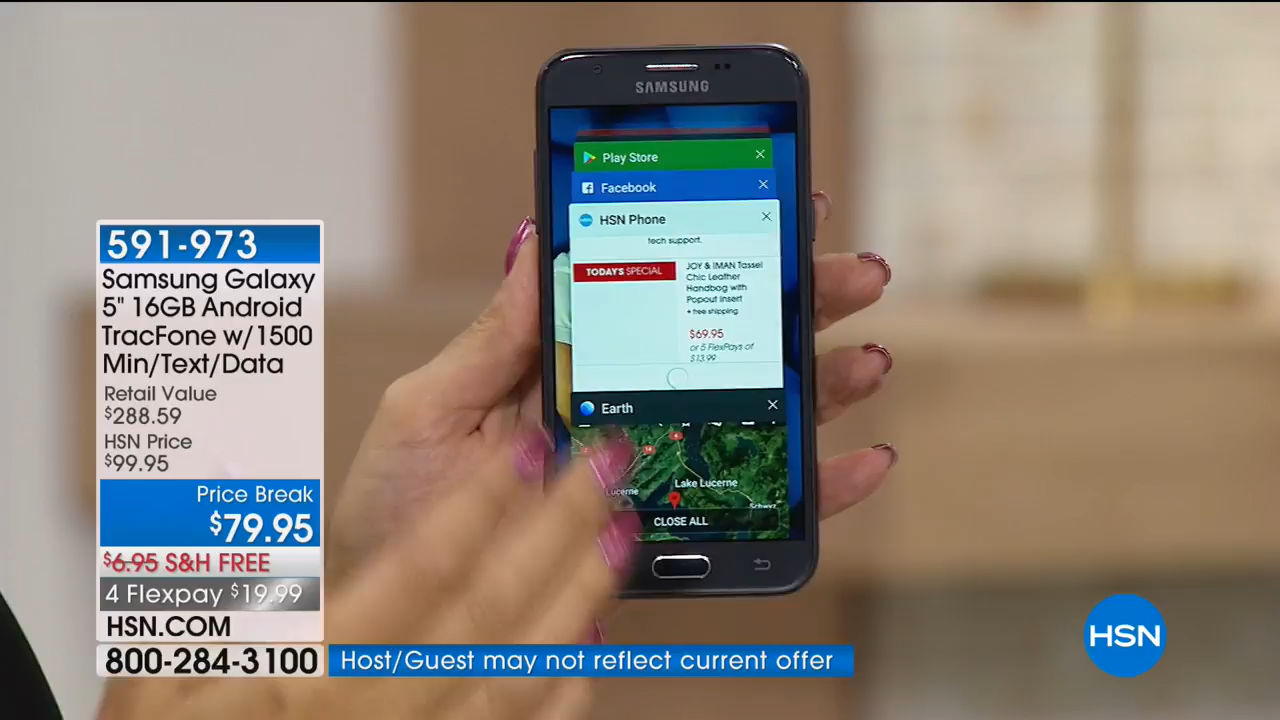 SAMSUNG
Play Store
Facebook
HSN Phone
tech support.
TODAY'S SPECIAL
JOY & IMAN Tassel
Chic Leather
Handbag with
Popout Insert
+ free shipping
$69.95
or 5 FlexPays of
$13.99
Earth
Lucerne
Lake Lucerne
Schwyz
CLOSE ALL
591-973
Samsung Galaxy
5" 16GB Android
TracFone w/1500
Min/Text/Data
Retail Value
$288.59
HSN Price
$99.95
Price Break
$79.95
$6.95 S&H FREE
4 Flexpay $19.99
HSN.COM
800-284-3100
Host/Guest may not reflect current offer
HSN